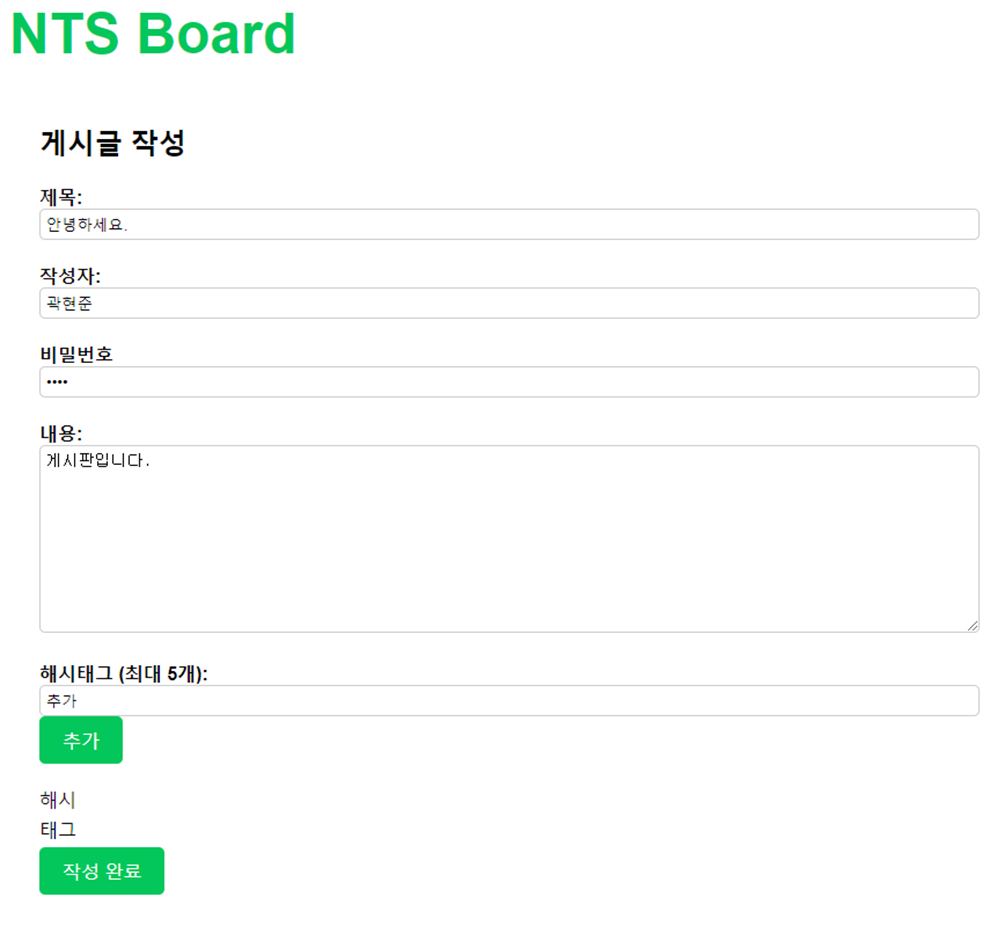 NTS Board
게시글 작성
제목:
안녕하세요.
작성자:
곽현준
비밀번호
••••
내용:
게시판입니다.
해시태그 (최대 5개):
추가
추가
해시
태그
작성 완료